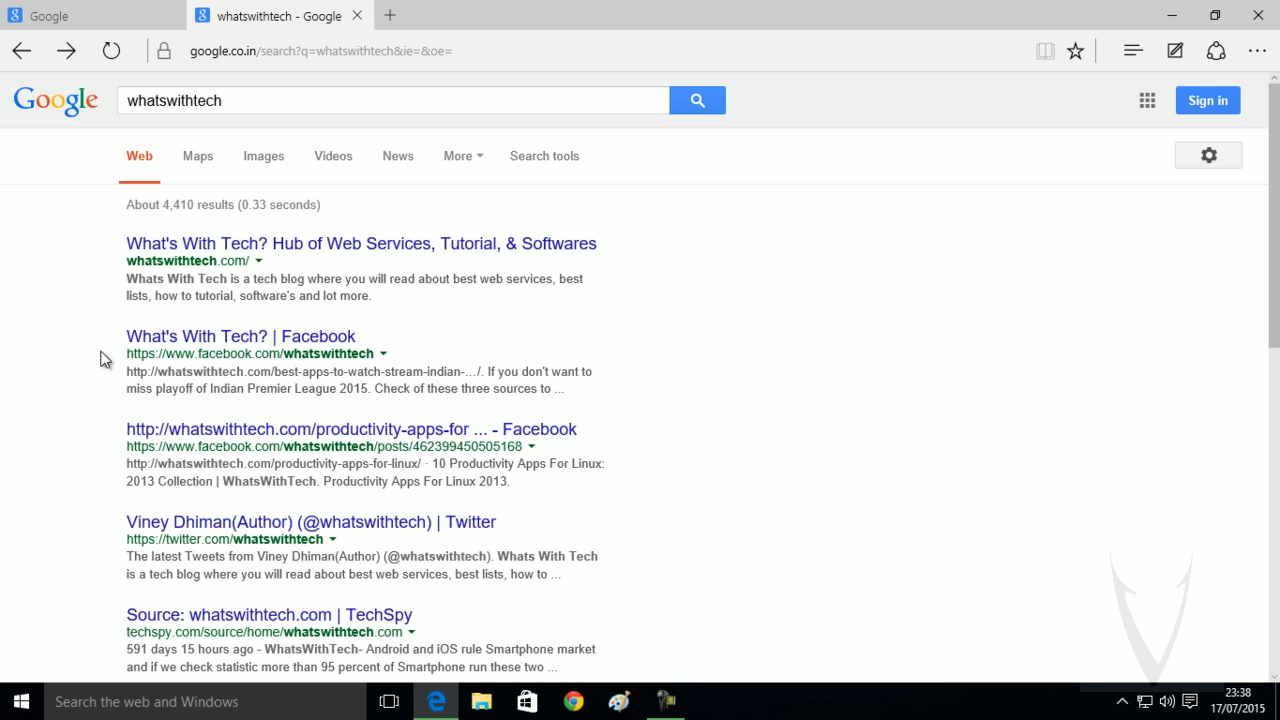 Google
whatswithtech - Google
google.co.in/search?q=whatswithtech&ie=&oe=
Google
whatswithtech
Sign in
Web Maps Images Videos News More Search tools
About 4,410 results (0.33 seconds)
What's With Tech? Hub of Web Services, Tutorial, & Softwares
whatswithtech.com/
Whats With Tech is a tech blog where you will read about best web services, best
lists, how to tutorial, software's and lot more.
What's With Tech? | Facebook
https://www.facebook.com/whatswithtech
http://whatswithtech.com/best-apps-to-watch-stream-indian-.../. If you don't want to
miss playoff of Indian Premier League 2015. Check of these three sources to ...
http://whatswithtech.com/productivity-apps-for ... - Facebook
https://www.facebook.com/whatswithtech/posts/462399450505168
http://whatswithtech.com/productivity-apps-for-linux/ · 10 Productivity Apps For Linux:
2013 Collection | WhatsWithTech. Productivity Apps For Linux 2013.
Viney Dhiman(Author) (@whatswithtech) | Twitter
https://twitter.com/whatswithtech
The latest Tweets from Viney Dhiman(Author) (@whatswithtech). Whats With Tech
is a tech blog where you will read about best web services, best lists, how to ...
Source: whatswithtech.com | TechSpy
techspy.com/source/home/whatswithtech.com
591 days 15 hours ago - WhatsWithTech- Android and iOS rule Smartphone market
and if we check statistic more than 95 percent of Smartphone run these two ...
Search the web and Windows
23:38
17/07/2015